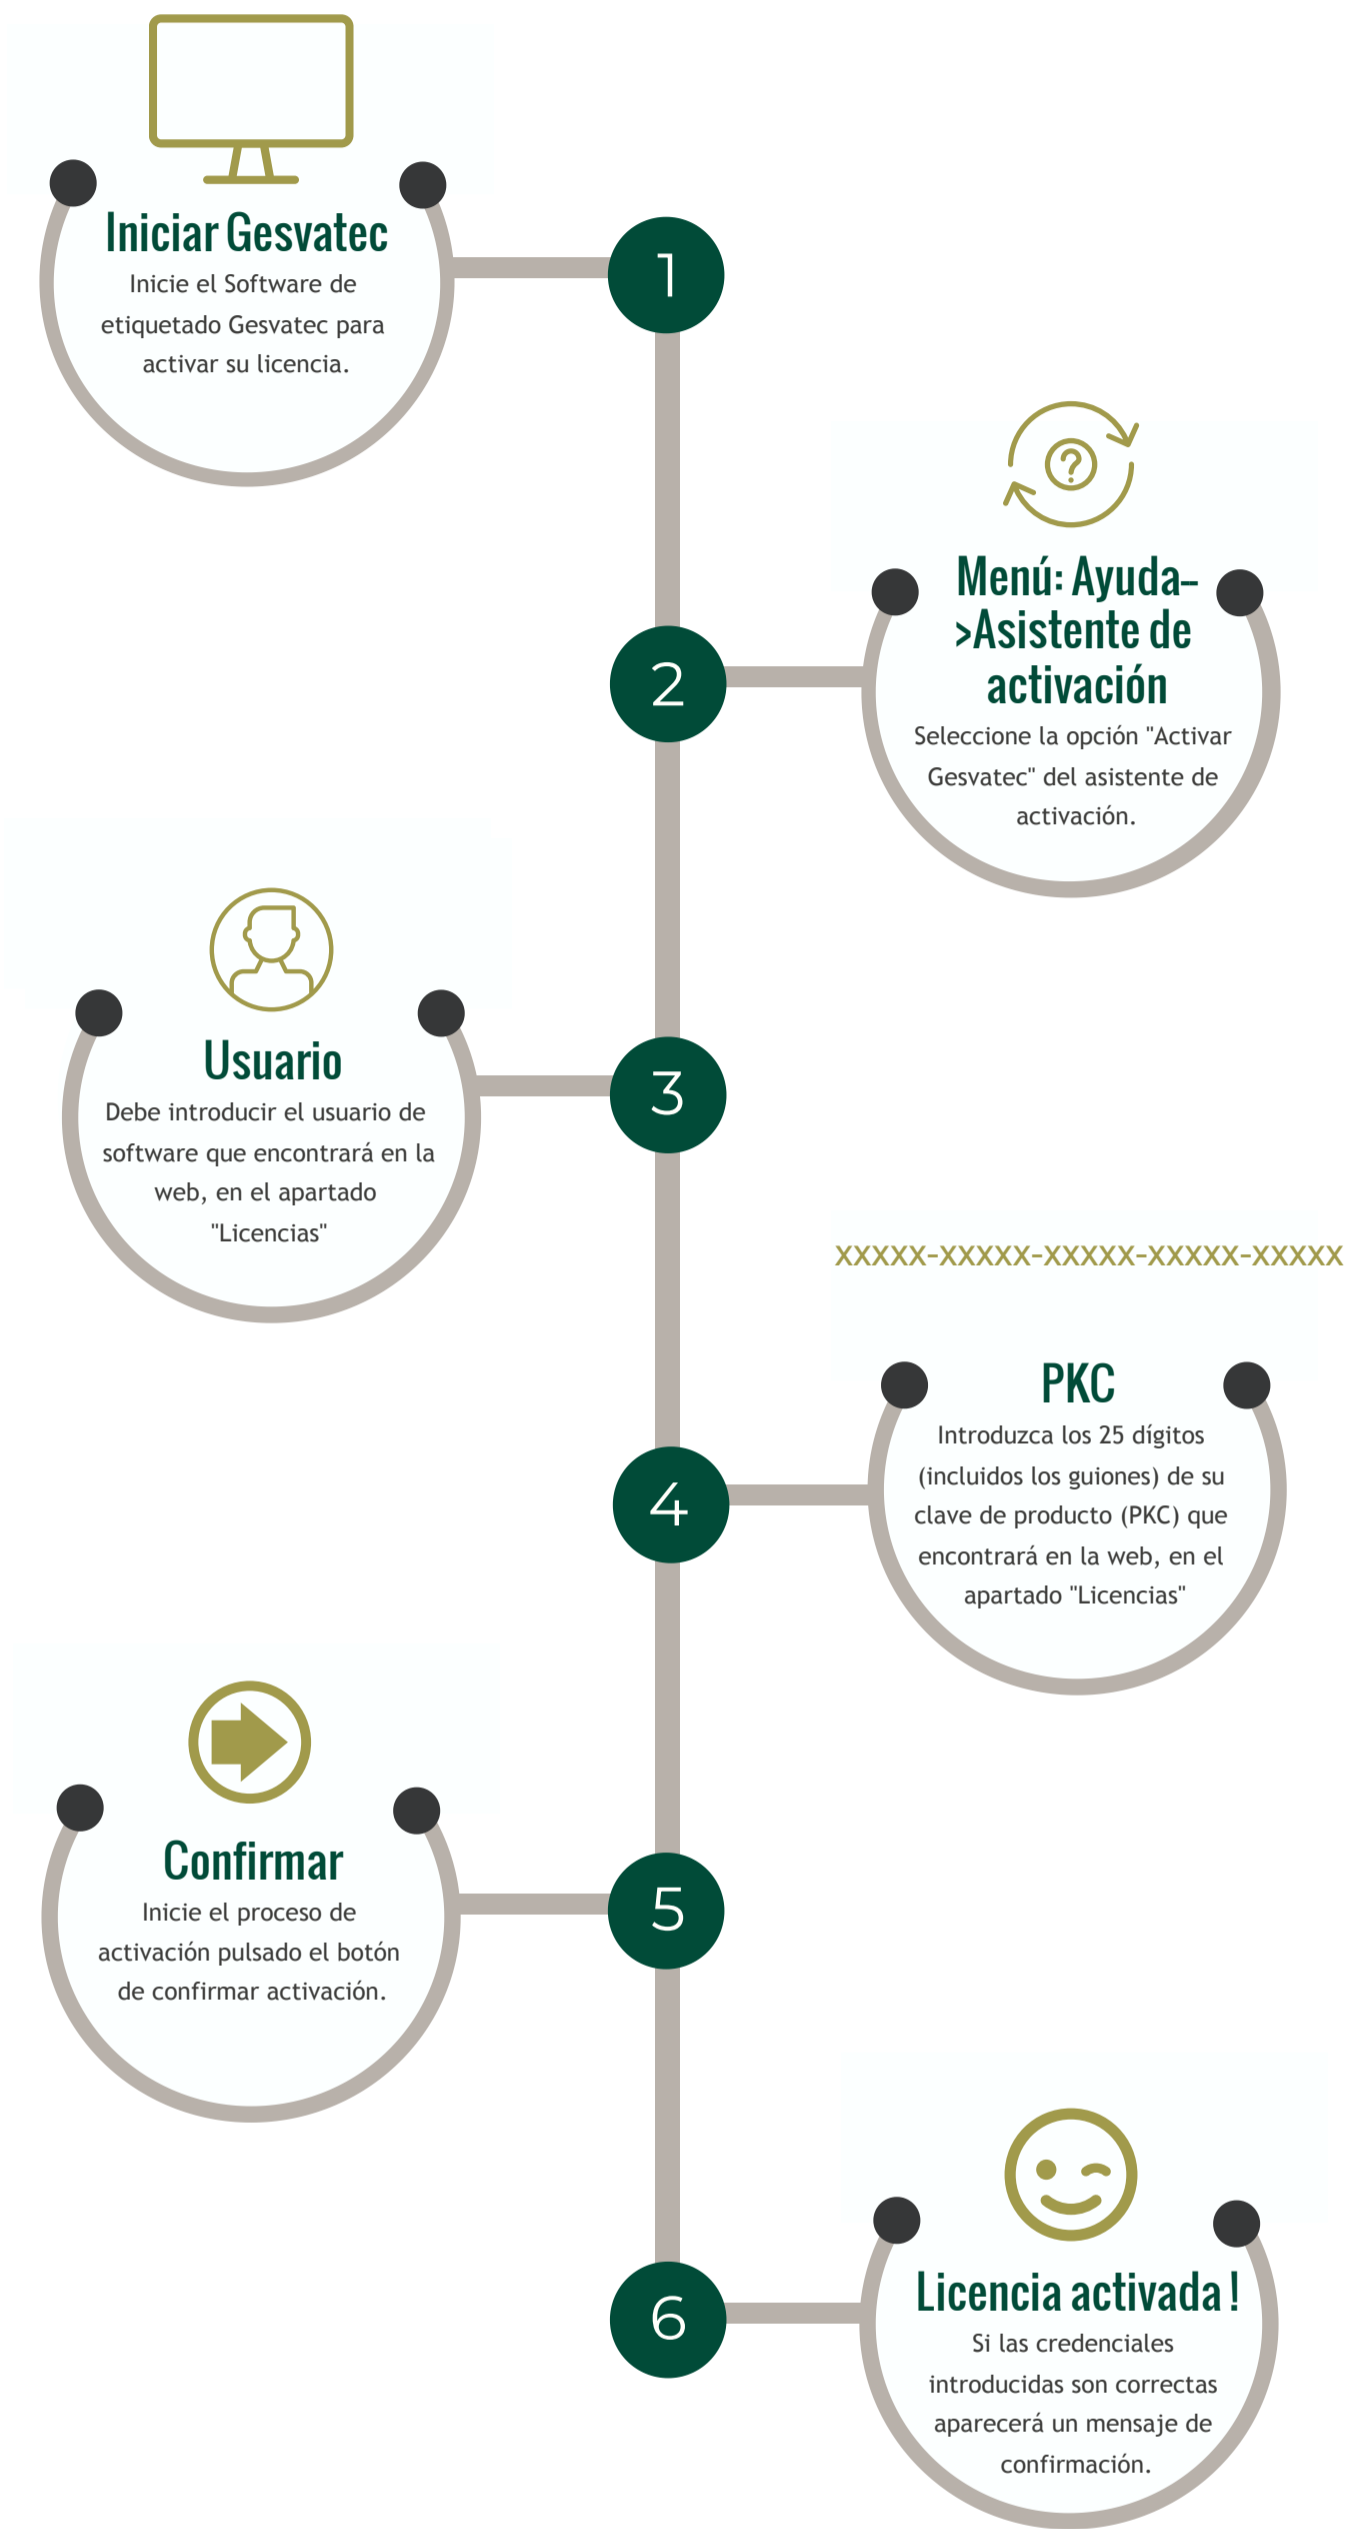 Iniciar Gesvatec
Inicie el Software de
etiquetado Gesvatec para
activar su licencia.
1
Menú: Ayuda--
>Asistente de
activación
Seleccione la opción "Activar
Gesvatec" del asistente de
activación.
2
Usuario
Debe introducir el usuario de
software que encontrará en la
web, en el apartado
"Licencias"
3
XXXXX-XXXXX-XXXXX-XXXXX-XXXXX
PKC
Introduzca los 25 dígitos
(incluidos los guiones) de su
clave de producto (PKC) que
encontrará en la web, en el
apartado "Licencias"
4
Confirmar
Inicie el proceso de
activación pulsado el botón
de confirmar activación.
5
Licencia activada !
Si las credenciales
introducidas son correctas
aparecerá un mensaje de
confirmación.
6